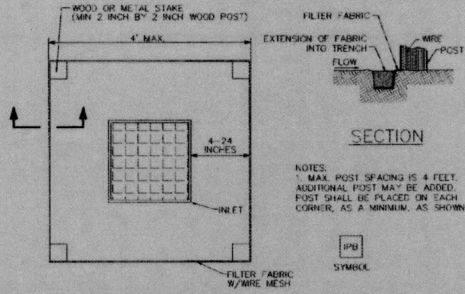 WOOD OR METAL STAKE
(MIN 2 INCH BY 2 INCH WOOD POST)
4' MAX.
4-24
INCHES
INLET
FILTER FABRIC
W/WIRE MESH
FILTER FABRIC
WIRE
EXTENSION OF FABRIC
INTO TRENCH
POST
FLOW
SECTION
NOTES:
1. MAX. POST SPACING IS 4 FEET.
ADDITIONAL POST MAY BE ADDED.
POST SHALL BE PLACED ON EACH
CORNER, AS A MINIMUM, AS SHOWN
IPB
SYMBOL